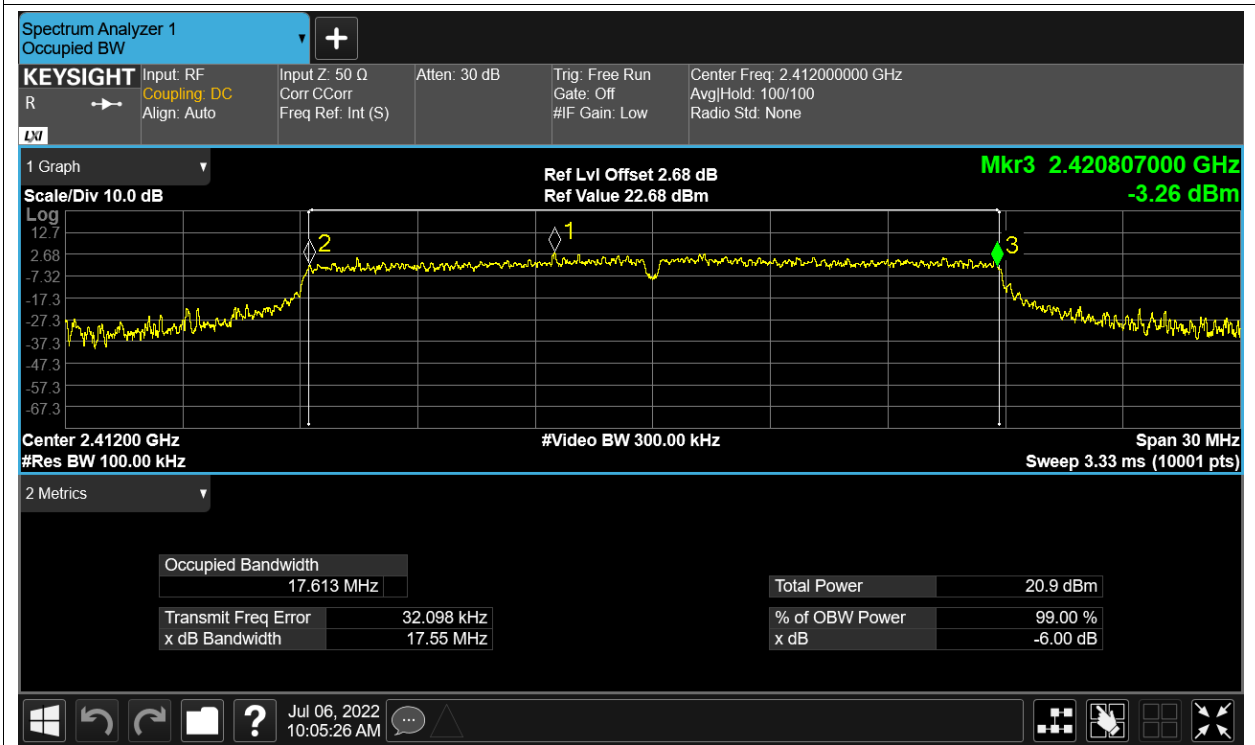 Spectrum Analyzer 1
Occupied BW
KEYSIGHT Input: RF Input Z: 50 Ω Atten: 30 dB Trig: Free Run Center Freq: 2.412000000 GHz
R Coupling: DC Corr CCorr Gate: Off Avg|Hold: 100/100
Align: Auto Freq Ref: Int (S) #IF Gain: Low Radio Std: None
LXI
1 Graph Ref Lvl Offset 2.68 dB Mkr3 2.420807000 GHz
Scale/Div 10.0 dB Ref Value 22.68 dBm -3.26 dBm
Log
12.7
2.68
-7.32
-17.3
-27.3
-37.3
-47.3
-57.3
-67.3
2 1 3
Center 2.41200 GHz #Video BW 300.00 kHz Span 30 MHz
#Res BW 100.00 kHz Sweep 3.33 ms (10001 pts)
2 Metrics
Occupied Bandwidth
17.613 MHz Total Power 20.9 dBm
Transmit Freq Error 32.098 kHz % of OBW Power 99.00 %
x dB Bandwidth 17.55 MHz x dB -6.00 dB
? Jul 06, 2022
10:05:26 AM